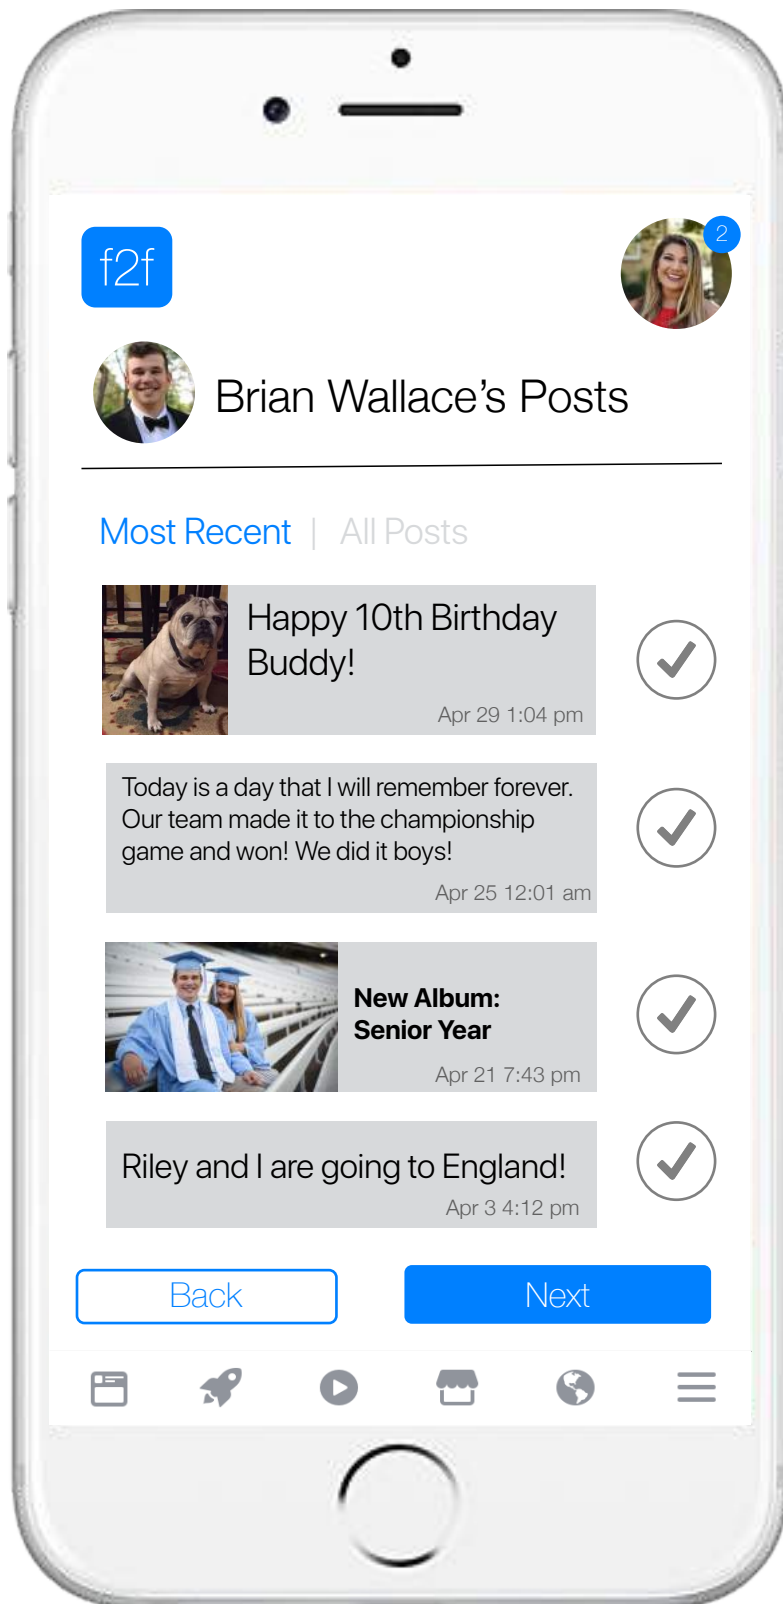 f2f
2
Brian Wallace's Posts
Most Recent | All Posts
Happy 10th Birthday
Buddy!
Apr 29 1:04 pm
Today is a day that I will remember forever.
Our team made it to the championship
game and won! We did it boys!
Apr 25 12:01 am
New Album:
Senior Year
Apr 21 7:43 pm
Riley and I are going to England!
Apr 3 4:12 pm
Back
Next